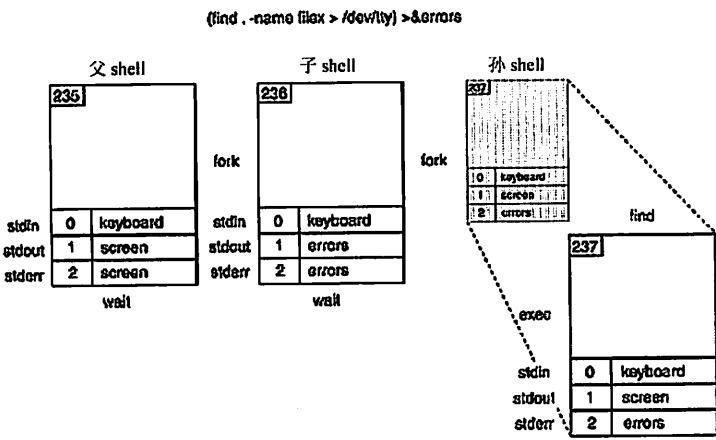 (find . -name filex > /dev/tty) >& errors
父 shell
子 shell
孙 shell
235
236
237
fork
fork
stdin 0 keyboard
stdout 1 screen
stderr 2 screen
wait
stdin 0 keyboard
stdout 1 errors
stderr 2 errors
wait
0 keyboard
1 screen
2 errors
find
237
exec
stdin 0 keyboard
stdout 1 screen
stderr 2 errors